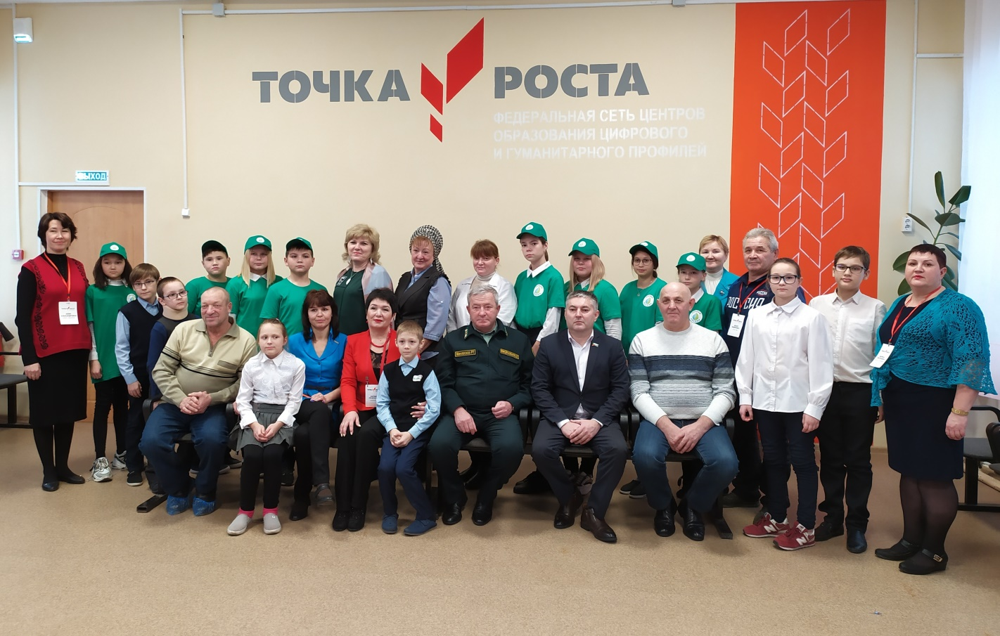 ТОЧКА РОСТА
ФЕДЕРАЛЬНАЯ СЕТЬ ЦЕНТРОВ
ОБРАЗОВАНИЯ ЦИФРОВОГО
И ГУМАНИТАРНОГО ПРОФИЛЕЙ
ВЫХОД
РОССИЯ